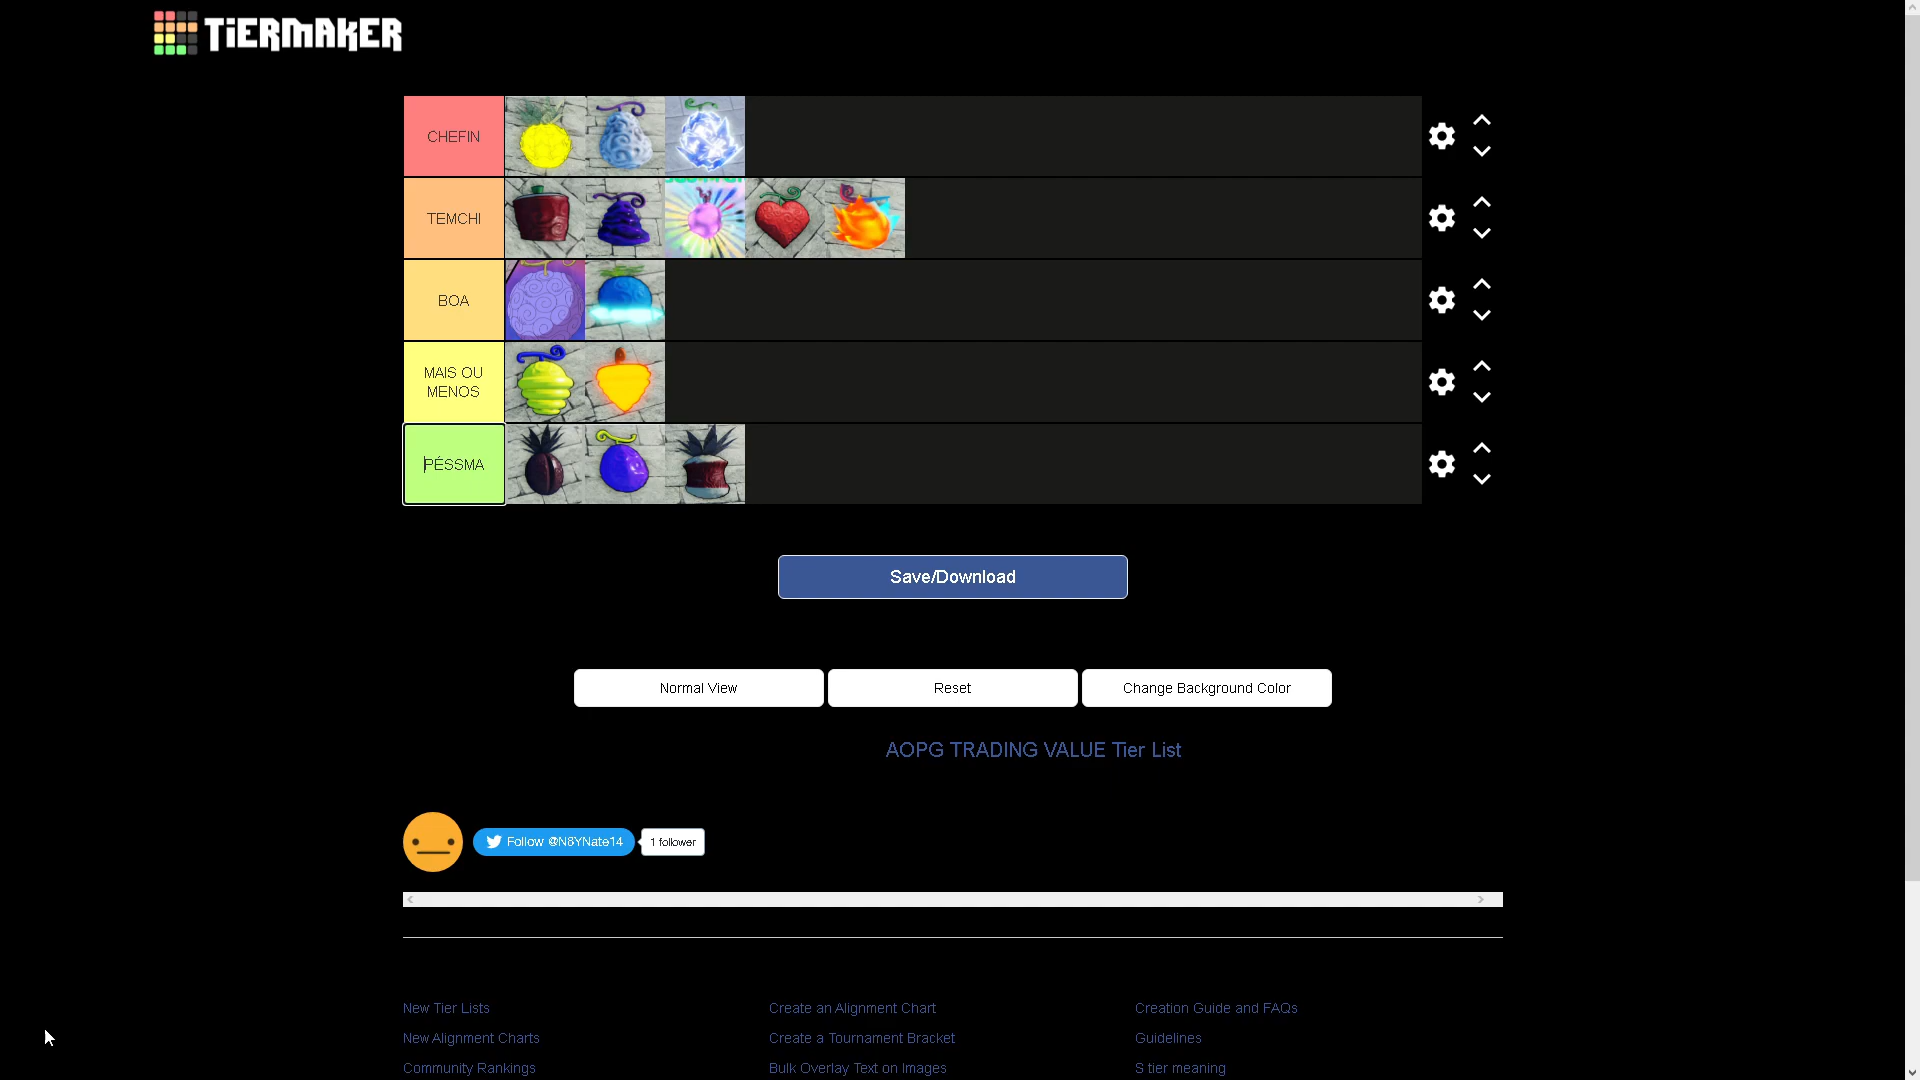 TIERMAKER
CHEFIN
TEMCHI
BOA
MAIS OU
MENOS
PÉSSMA
Save/Download
Normal View
Reset
Change Background Color
AOPG TRADING VALUE Tier List
Follow @N8YNate14
1 follower
New Tier Lists
Create an Alignment Chart
Creation Guide and FAQs
New Alignment Charts
Create a Tournament Bracket
Guidelines
Community Rankings
Bulk Overlay Text on Images
S tier meaning